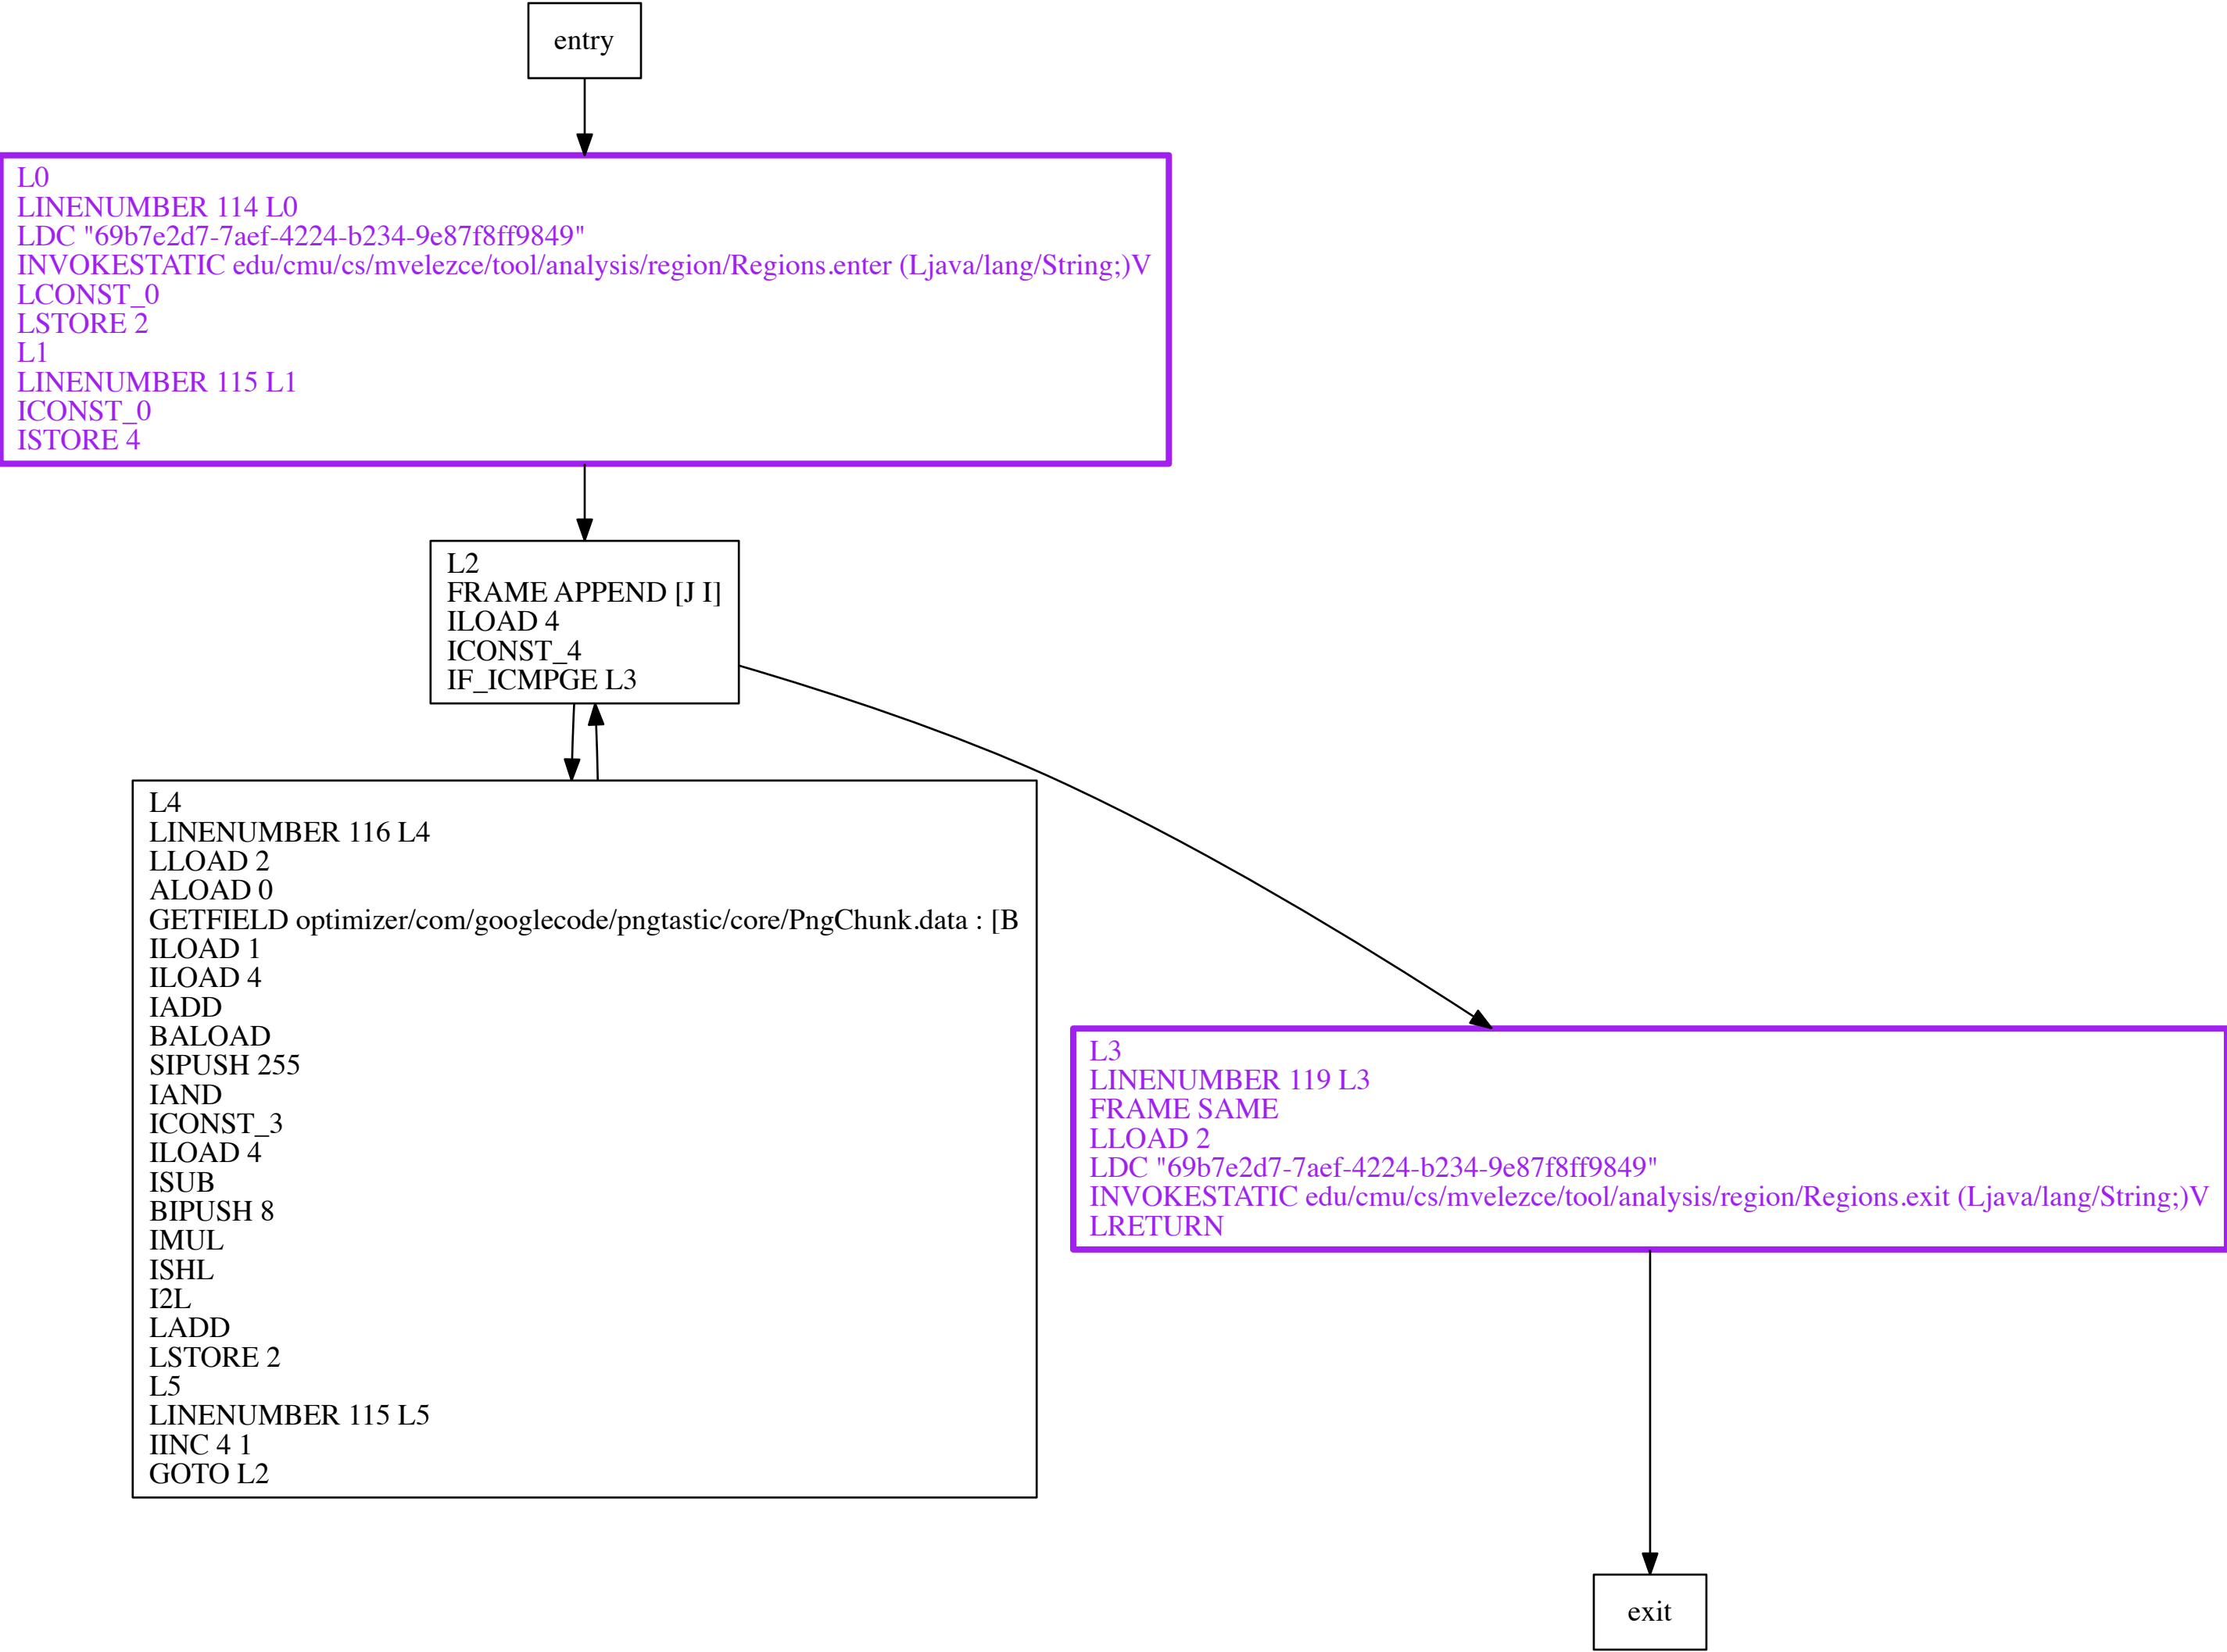 entry
L0
LINENUMBER 114 L0
LDC "69b7e2d7-7aef-4224-b234-9e87f8ff9849"
INVOKESTATIC edu/cmu/cs/mvelezce/tool/analysis/region/Regions.enter (Ljava/lang/String;)V
LCONST_0
LSTORE 2
L1
LINENUMBER 115 L1
ICONST_0
ISTORE 4
L2
FRAME APPEND [J I]
ILOAD 4
ICONST_4
IF_ICMPGE L3
L4
LINENUMBER 116 L4
LLOAD 2
ALOAD 0
GETFIELD optimizer/com/googlecode/pngtastic/core/PngChunk.data : [B
ILOAD 1
ILOAD 4
IADD
BALOAD
SIPUSH 255
IAND
ICONST_3
ILOAD 4
ISUB
BIPUSH 8
IMUL
ISHL
I2L
LADD
LSTORE 2
L5
LINENUMBER 115 L5
IINC 4 1
GOTO L2
L3
LINENUMBER 119 L3
FRAME SAME
LLOAD 2
LDC "69b7e2d7-7aef-4224-b234-9e87f8ff9849"
INVOKESTATIC edu/cmu/cs/mvelezce/tool/analysis/region/Regions.exit (Ljava/lang/String;)V
LRETURN
exit